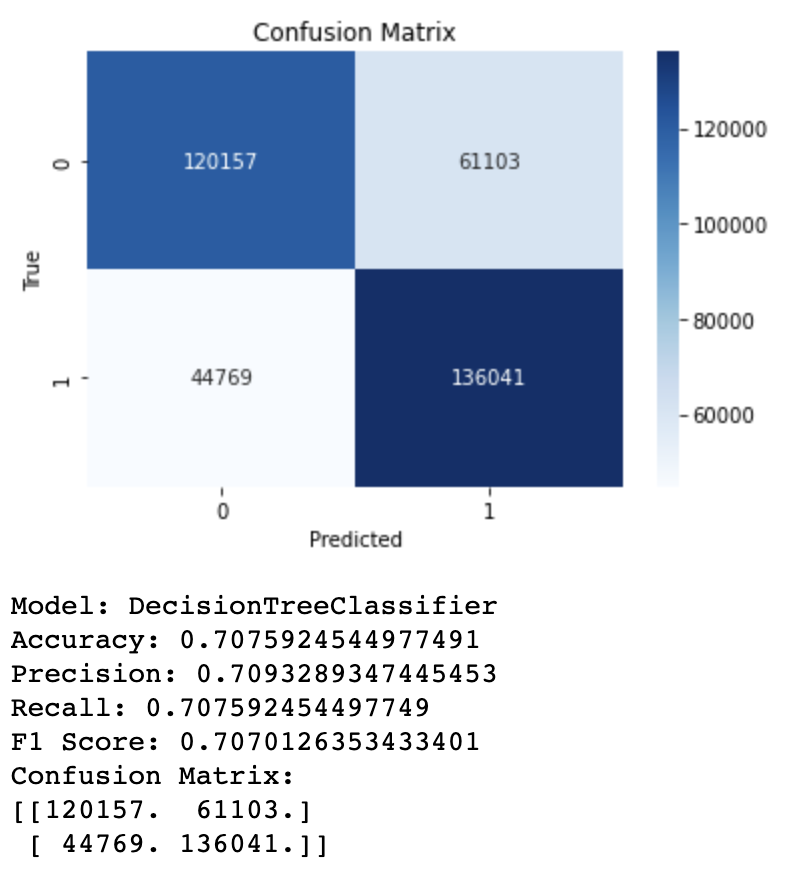 Confusion Matrix
120157 61103
44769 136041
0
1
True
0 1
Predicted
120000
100000
80000
60000
Model: DecisionTreeClassifier
Accuracy: 0.7075924544977491
Precision: 0.7093289347445453
Recall: 0.707592454497749
F1 Score: 0.7070126353433401
Confusion Matrix:
[[120157.  61103.]
 [ 44769. 136041.]]